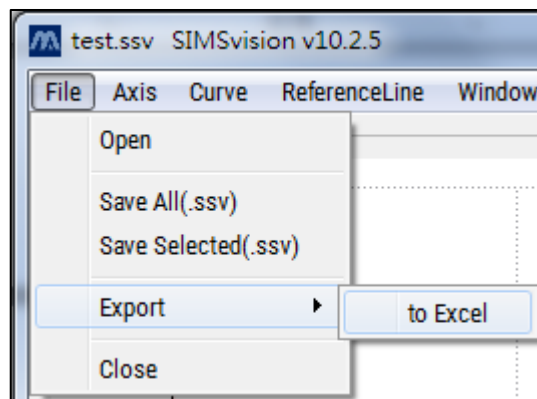 test.ssv SIMSvision v10.2.5
File Axis Curve ReferenceLine Window
Open
Save All(.ssv)
Save Selected(.ssv)
Export to Excel
Close